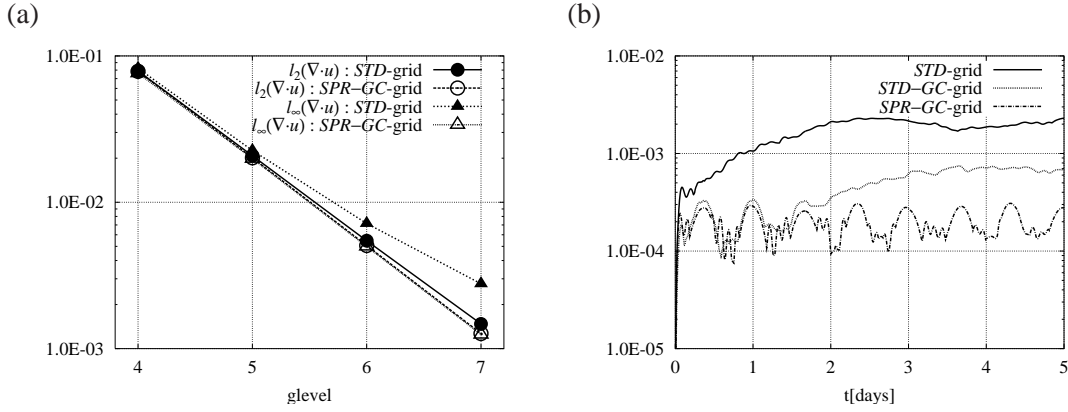 (a)
1.0E-01
1.0E-02
1.0E-03
4 5 6 7
glevel
l₂(∇·u) : STD-grid
l₂(∇·u) : SPR−GC-grid
l∞(∇·u) : STD-grid
l∞(∇·u) : SPR−GC-grid
(b)
1.0E-02
1.0E-03
1.0E-04
1.0E-05
0 1 2 3 4 5
t[days]
STD-grid
STD−GC-grid
SPR−GC-grid